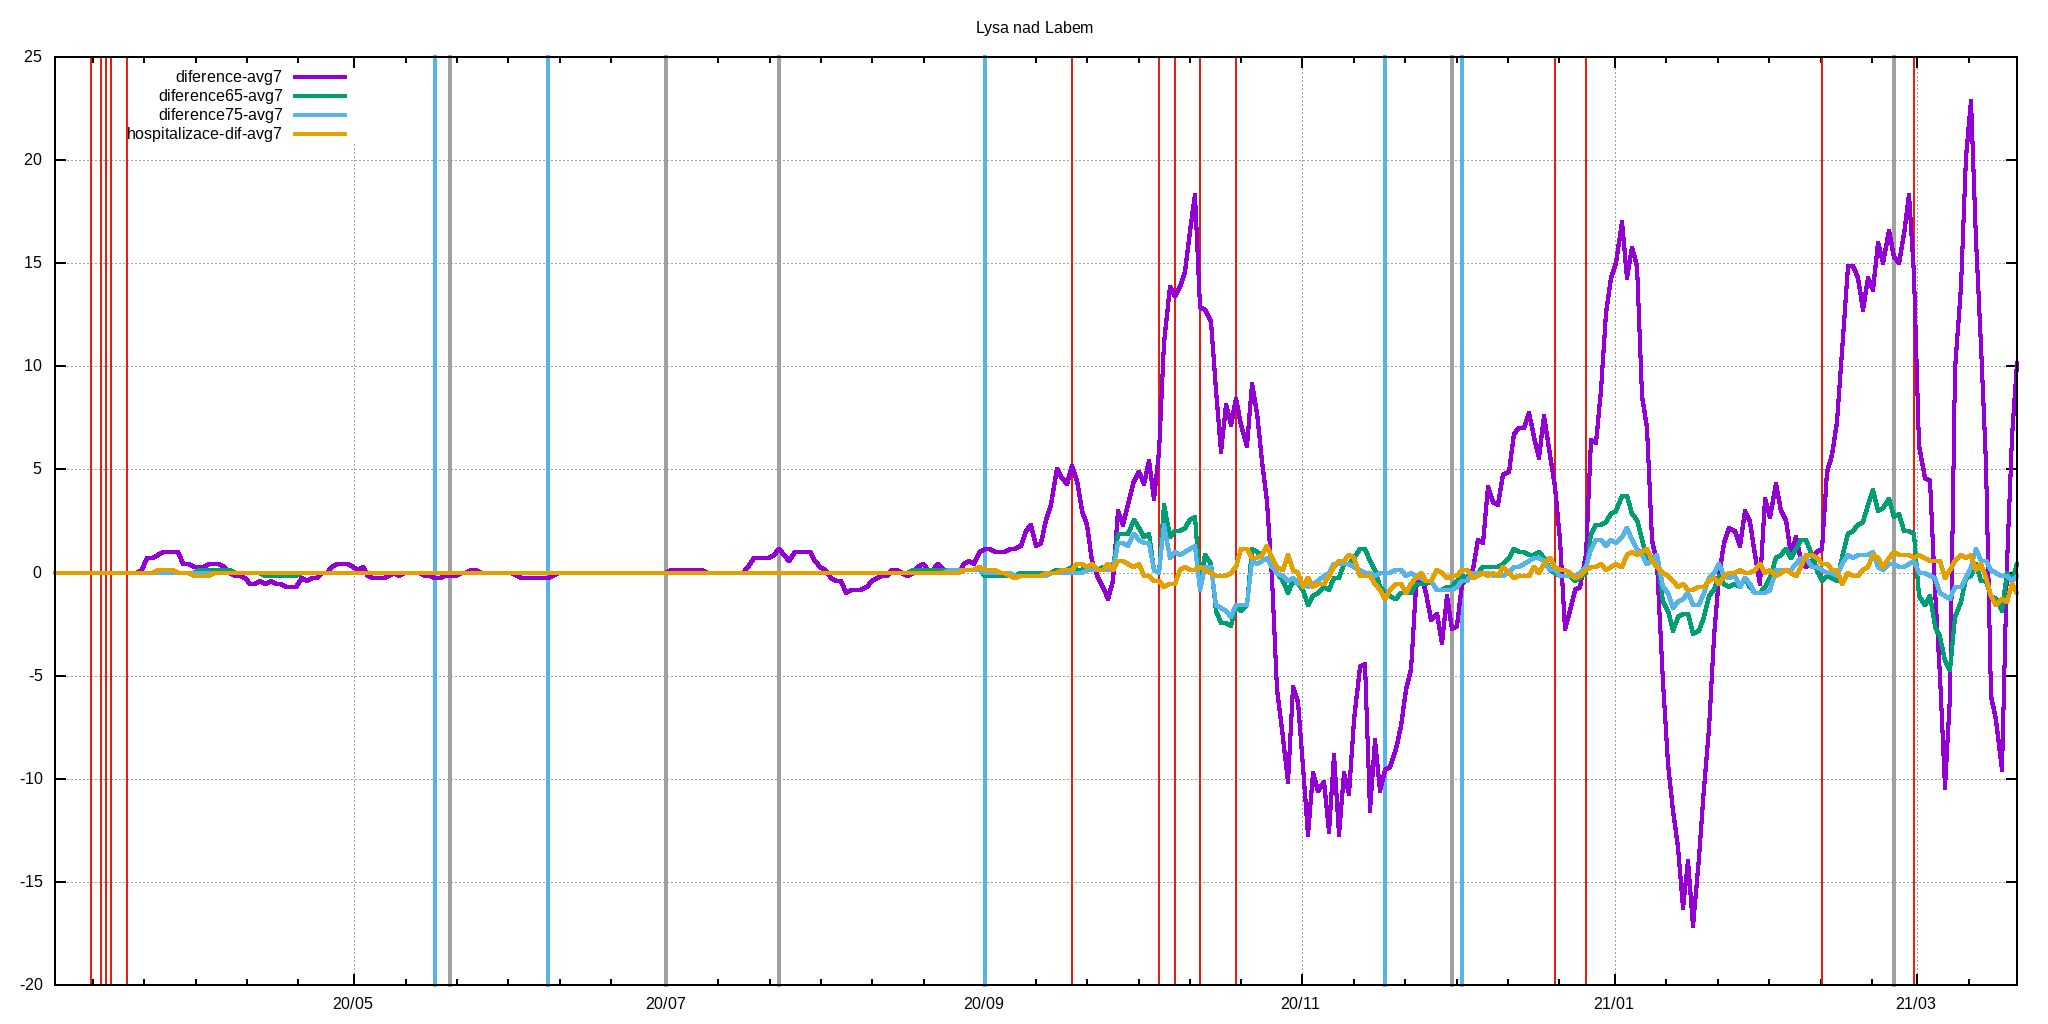 Lysa nad Labem
25
20
15
10
5
0
-5
-10
-15
-20
diference-avg7
diference65-avg7
diference75-avg7
hospitalizace-dif-avg7
20/05 20/07 20/09 20/11 21/01 21/03